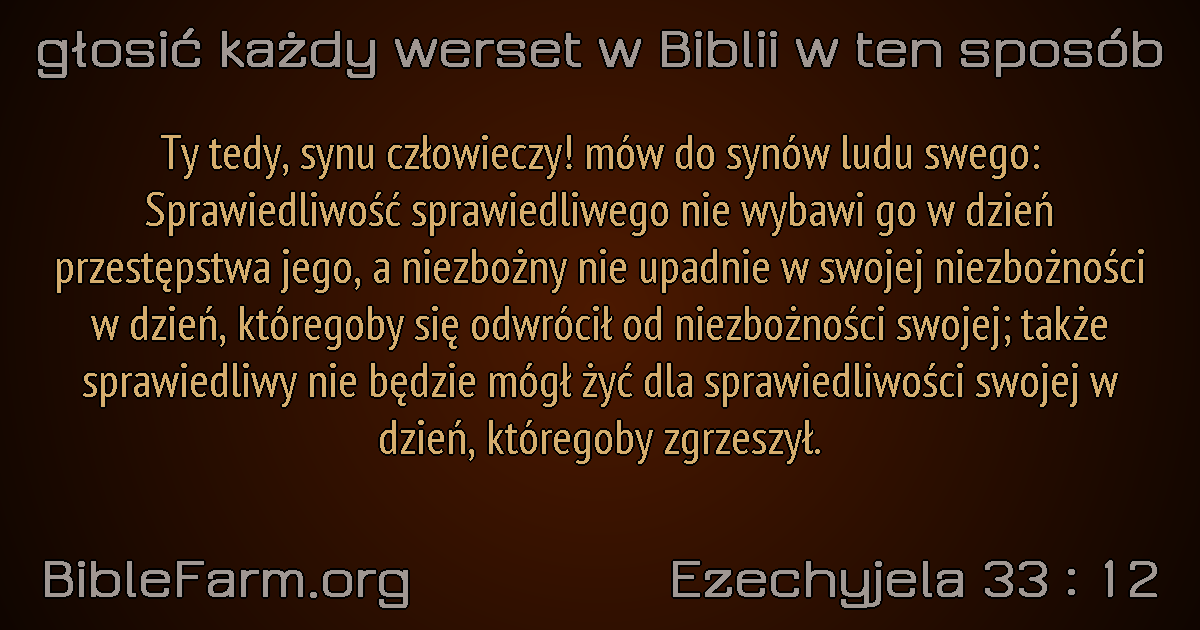 głosić każdy werset w Biblii w ten sposób
Ty tedy, synu człowieczy! mów do synów ludu swego:
Sprawiedliwość sprawiedliwego nie wybawi go w dzień
przestępstwa jego, a niezbożny nie upadnie w swojej niezbożności
w dzień, któregoby się odwrócił od niezbożności swojej; także
sprawiedliwy nie będzie mógł żyć dla sprawiedliwości swojej w
dzień, któregoby zgrzeszył.
BibleFarm.org
Ezechyjela 33 : 12